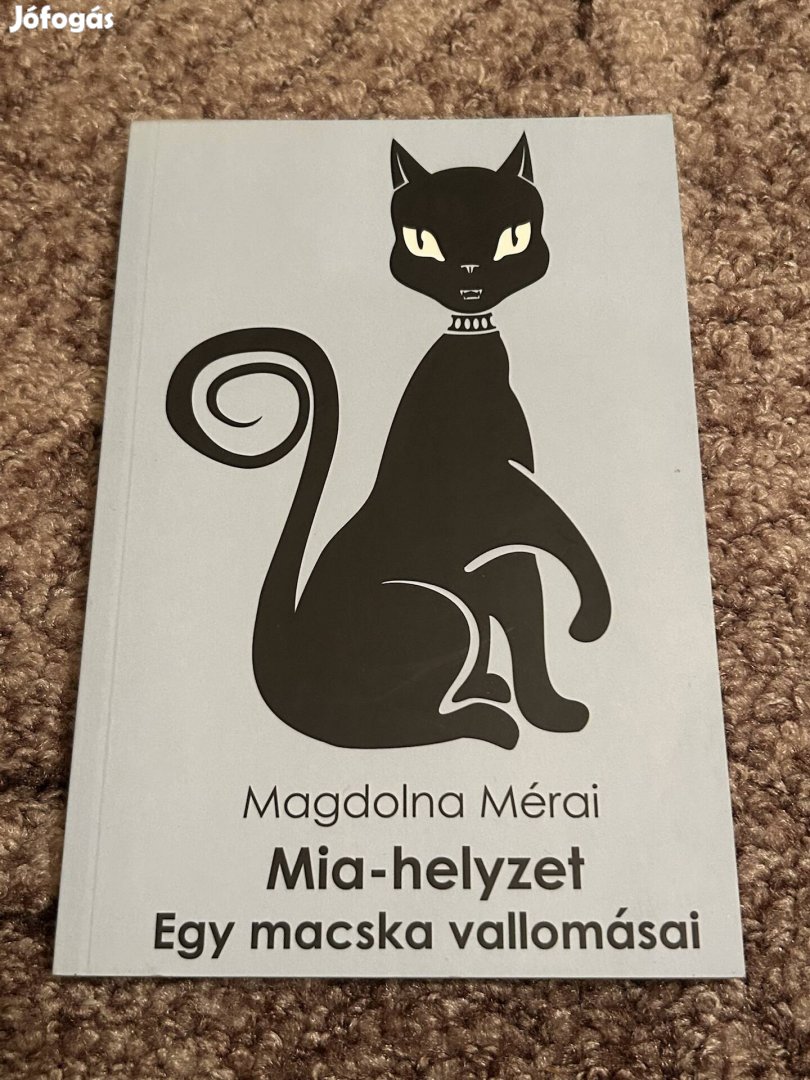 Jófogás
Magdolna Mérai
Mia-helyzet
Egy macska vallomásai